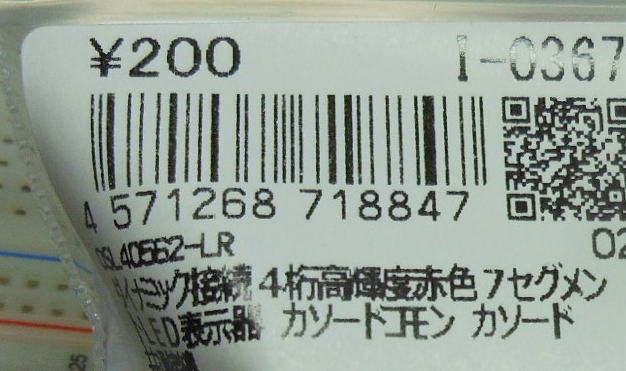 ¥200 I-0367
4 571268 718847
OSL40562-LR 02
ダイナミック接続 4桁高輝度赤色7セグメン
LED表示器 カソードコモン カソード